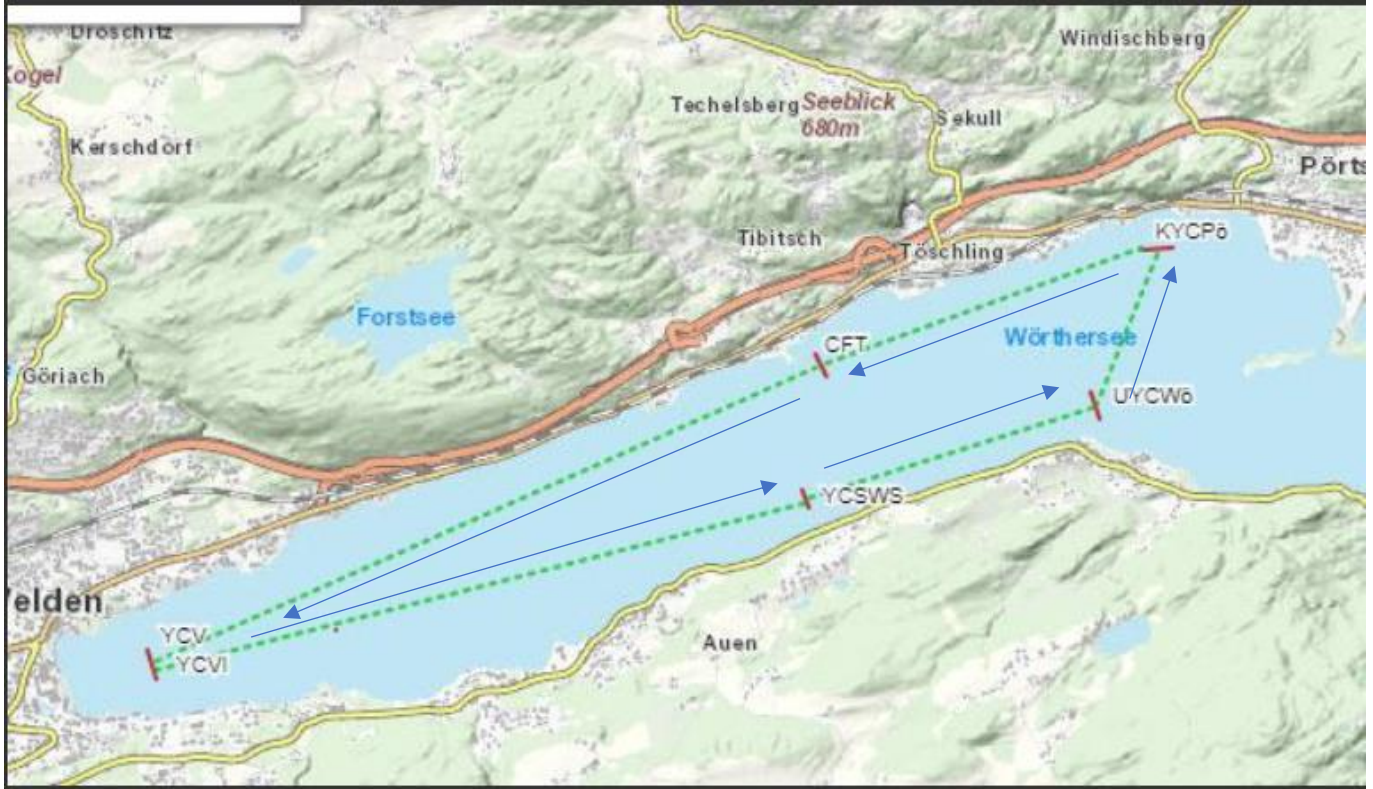 Droschitz
Windischberg
Kogel
Techelsberg
Seeblick
680m
Sekull
Kerschdorf
Pörts
KYCPö
Tibitsch
Töschling
Forstsee
Wörthersee
CFT
Göriach
UYCWö
YCSWS
Velden
YCV
YCVI
Auen